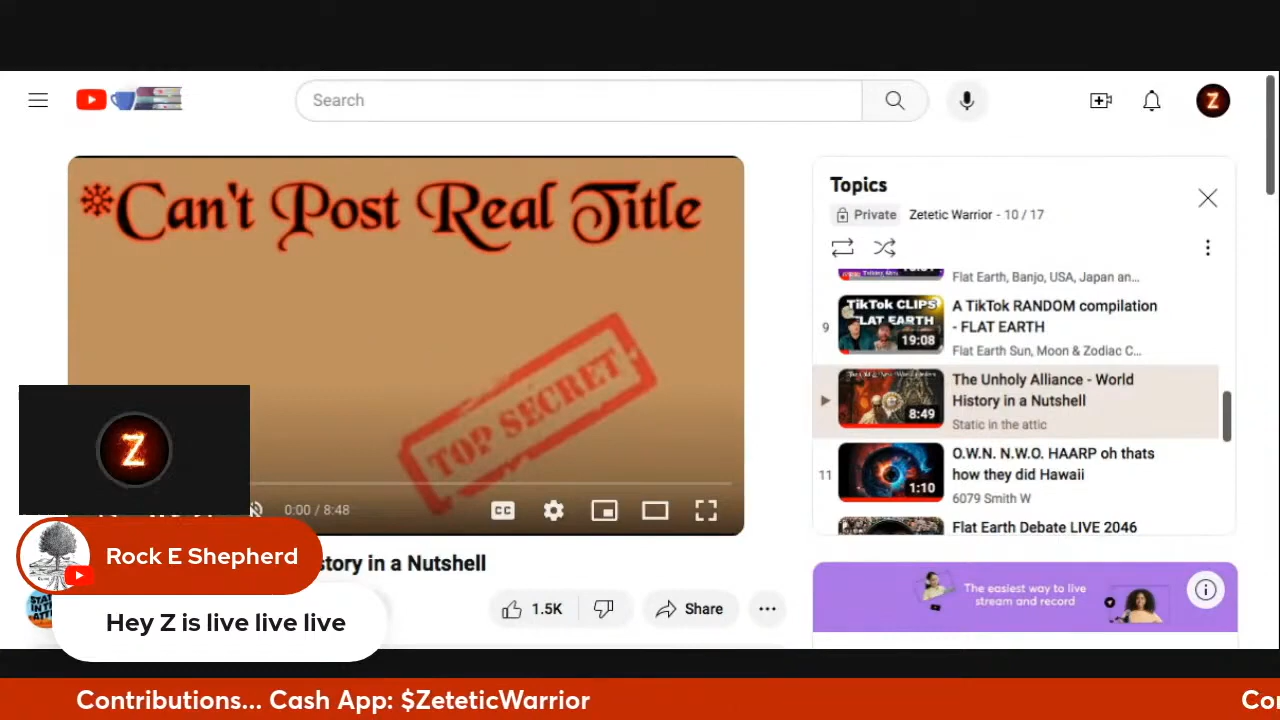 Search
Z
*Can't Post Real Title
TOP SECRET
0:00 / 8:48
CC
Topics
Private Zetetic Warrior - 10 / 17
Flat Earth, Banjo, USA, Japan an...
9
TikTok CLIPS
FLAT EARTH
19:08
A TikTok RANDOM compilation
- FLAT EARTH
Flat Earth Sun, Moon & Zodiac C...
8:49
The Unholy Alliance - World
History in a Nutshell
Static in the attic
11
1:10
O.W.N. N.W.O. HAARP oh thats
how they did Hawaii
6079 Smith W
Flat Earth Debate LIVE 2046
Z
Rock E Shepherd
Hey Z is live live live
story in a Nutshell
1.5K
Share
The easiest way to live
stream and record
Contributions... Cash App: $ZeteticWarrior
Con